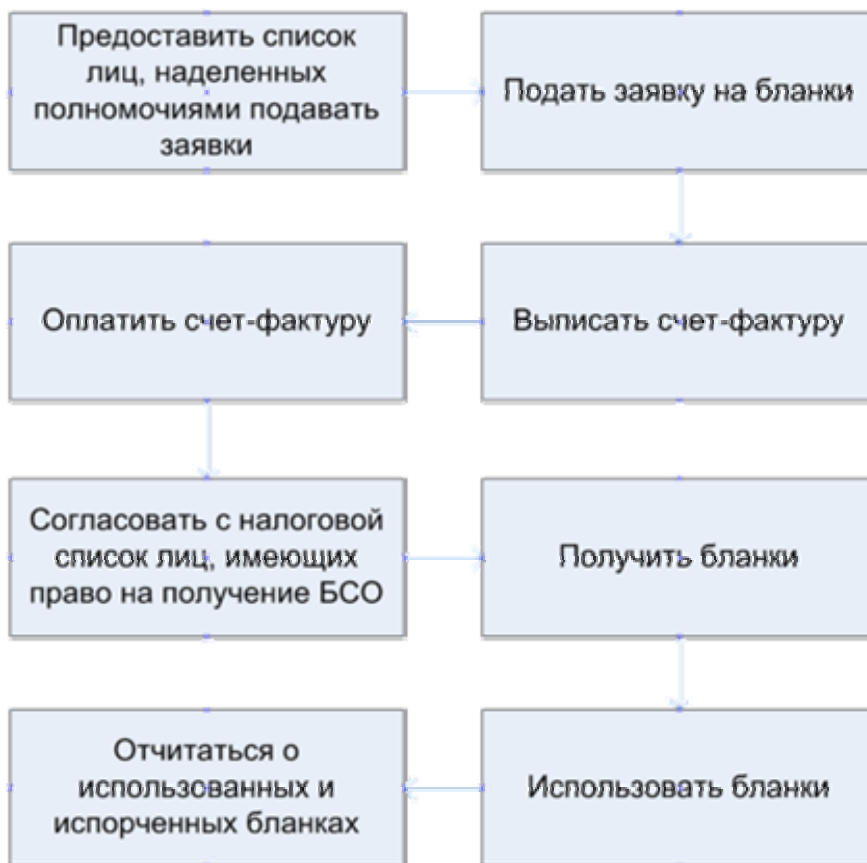 Предоставить список
лиц, наделенных
полномочиями подавать
заявки
Подать заявку на бланки
Выписать счет-фактуру
Оплатить счет-фактуру
Согласовать с налоговой
список лиц, имеющих
право на получение БСО
Получить бланки
Использовать бланки
Отчитаться о
использованных и
испорченных бланках